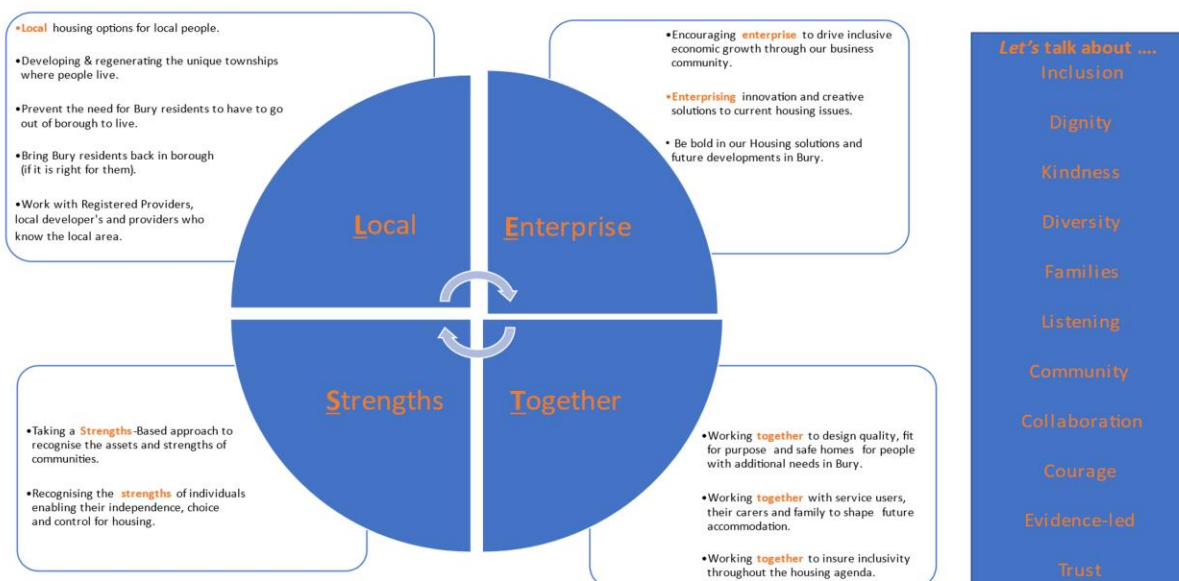 •Local housing options for local people.
•Developing & regenerating the unique townships
where people live.
•Prevent the need for Bury residents to have to go
out of borough to live.
•Bring Bury residents back in borough
(if it is right for them).
•Work with Registered Providers,
local developer's and providers who
know the local area.
•Encouraging enterprise to drive inclusive
economic growth through our business
community.
•Enterprising innovation and creative
solutions to current housing issues.
• Be bold in our Housing solutions and
future developments in Bury.
Local
Enterprise
Strengths
Together
•Taking a Strengths-Based approach to
recognise the assets and strengths of
communities.
•Recognising the strengths of individuals
enabling their independence, choice
and control for housing.
•Working together to design quality, fit
for purpose and safe homes for people
with additional needs in Bury.
•Working together with service users,
their carers and family to shape future
accommodation.
•Working together to insure inclusivity
throughout the housing agenda.
Let's talk about ....
Inclusion
Dignity
Kindness
Diversity
Families
Listening
Community
Collaboration
Courage
Evidence-led
Trust